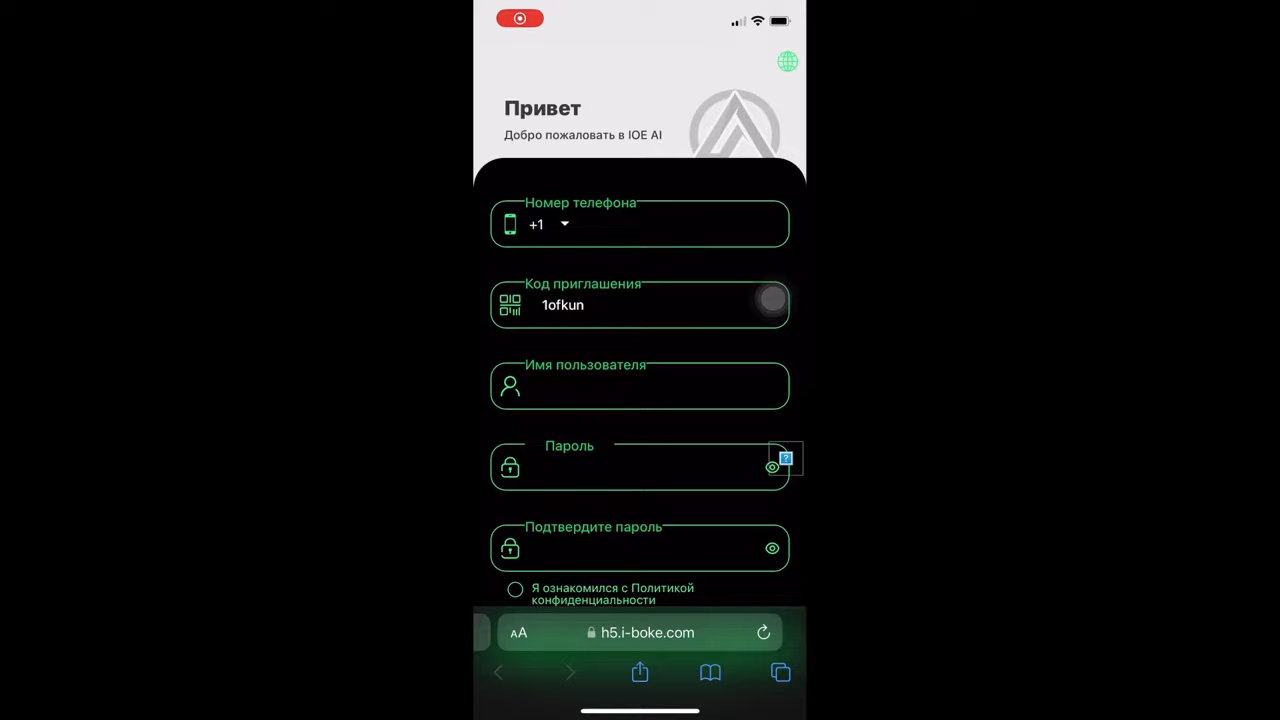 Привет
Добро пожаловать в IOE AI
Номер телефона
+1
Код приглашения
1ofkun
Имя пользователя
Пароль
?
Подтвердите пароль
Я ознакомился с Политикой
конфиденциальности
AA
h5.i-boke.com